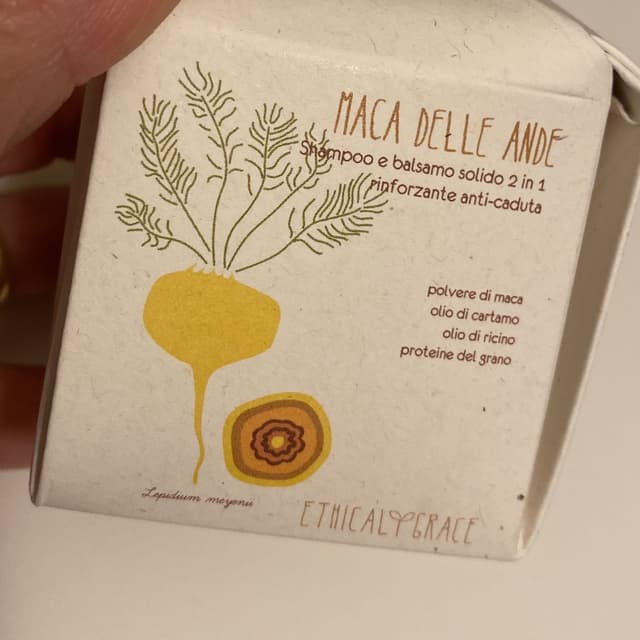 MACA DELLE ANDE
Shampoo e balsamo solido 2 in 1
rinforzante anti-caduta
polvere di maca
olio di cartamo
olio di ricino
proteine del grano
Lepidium meyenii
ETHICAL GRACE